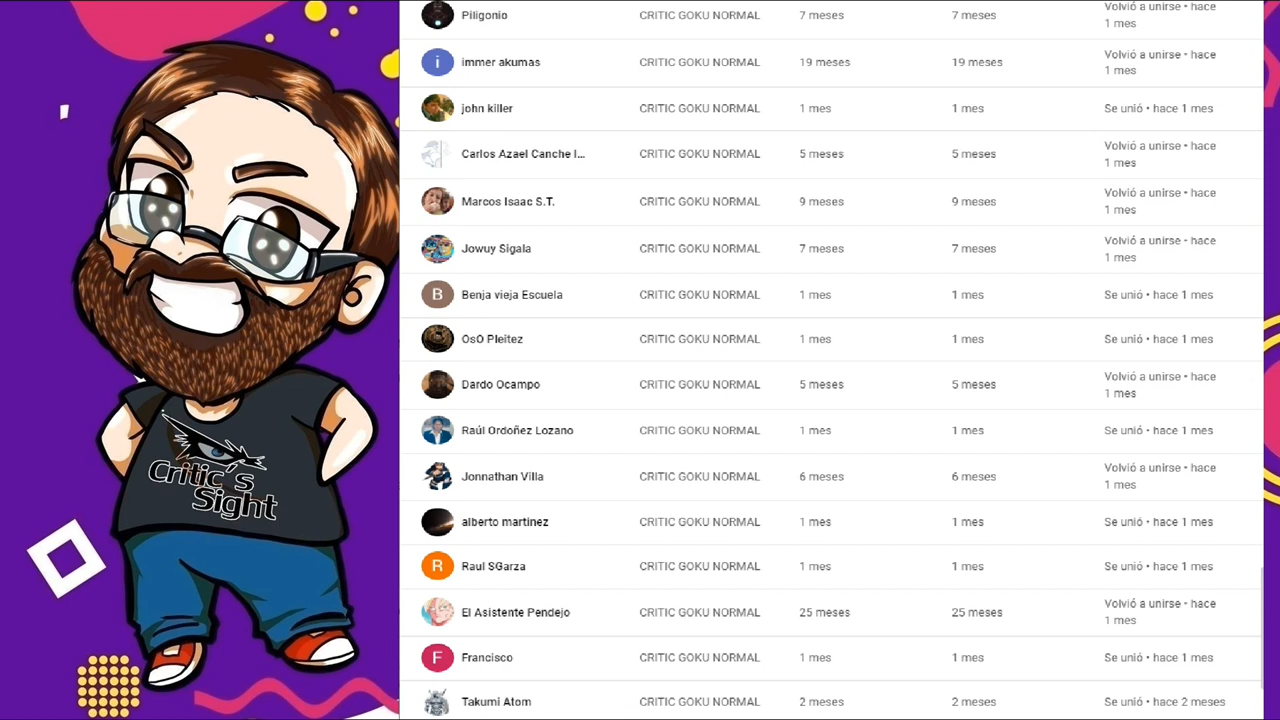 Piligonio CRITIC GOKU NORMAL 7 meses 7 meses Volvió a unirse • hace
1 mes
i immer akumas CRITIC GOKU NORMAL 19 meses 19 meses Volvió a unirse • hace
1 mes
john killer CRITIC GOKU NORMAL 1 mes 1 mes Se unió • hace 1 mes
Carlos Azael Canche I... CRITIC GOKU NORMAL 5 meses 5 meses Volvió a unirse • hace
1 mes
Marcos Isaac S.T. CRITIC GOKU NORMAL 9 meses 9 meses Volvió a unirse • hace
1 mes
Jowuy Sigala CRITIC GOKU NORMAL 7 meses 7 meses Volvió a unirse • hace
1 mes
B Benja vieja Escuela CRITIC GOKU NORMAL 1 mes 1 mes Se unió • hace 1 mes
OsO Pleitez CRITIC GOKU NORMAL 1 mes 1 mes Se unió • hace 1 mes
Dardo Ocampo CRITIC GOKU NORMAL 5 meses 5 meses Volvió a unirse • hace
1 mes
Raúl Ordoñez Lozano CRITIC GOKU NORMAL 1 mes 1 mes Se unió • hace 1 mes
Jonnathan Villa CRITIC GOKU NORMAL 6 meses 6 meses Volvió a unirse • hace
1 mes
alberto martinez CRITIC GOKU NORMAL 1 mes 1 mes Se unió • hace 1 mes
R Raul SGarza CRITIC GOKU NORMAL 1 mes 1 mes Se unió • hace 1 mes
El Asistente Pendejo CRITIC GOKU NORMAL 25 meses 25 meses Volvió a unirse • hace
1 mes
F Francisco CRITIC GOKU NORMAL 1 mes 1 mes Se unió • hace 1 mes
Takumi Atom CRITIC GOKU NORMAL 2 meses 2 meses Se unió • hace 2 meses
Critic´s
Sight